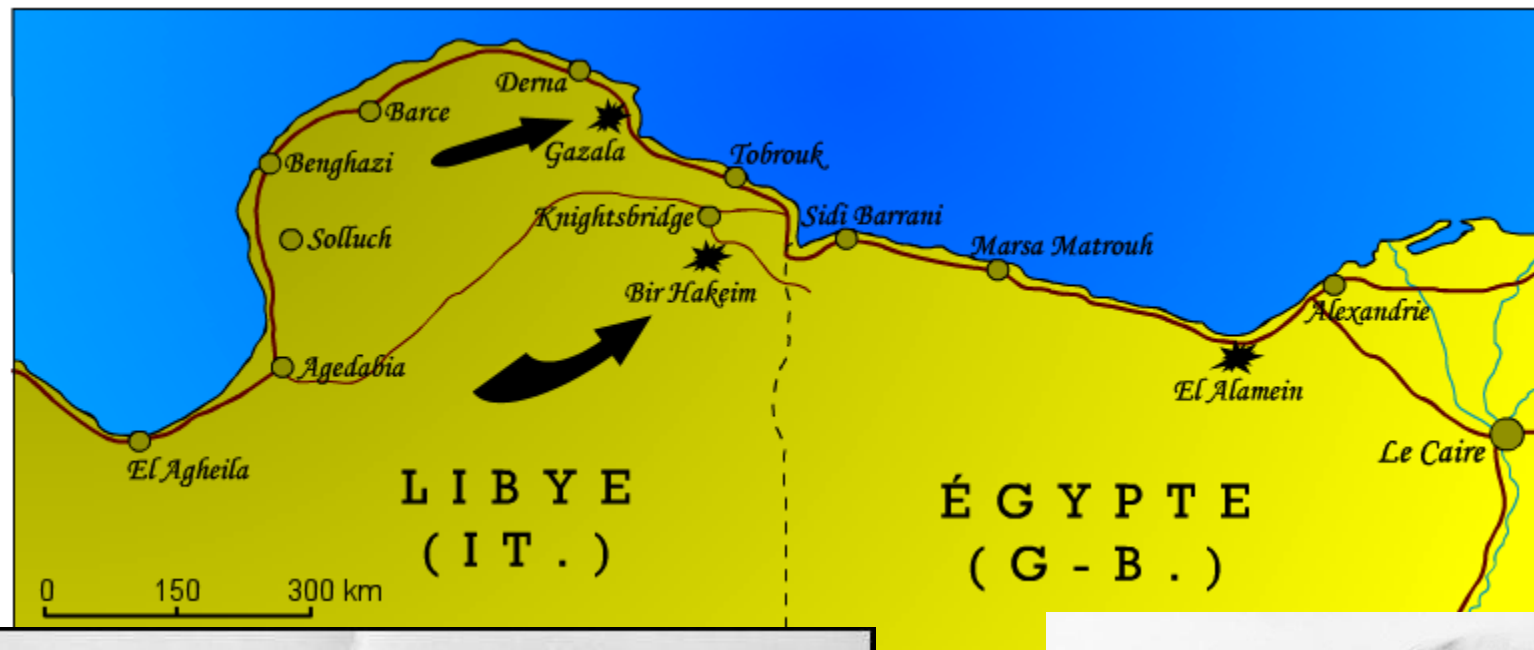 Derna
Barce
Gazala
Benghazi
Tobrouk
Knightsbridge
Sidi Barrani
Solluch
Marsa Matrouh
Bir Hakeim
Alexandrie
Agedabia
El Alamein
Le Caire
El Agheila
LIBYE
(IT.)
ÉGYPTE
(G-B.)
0 150 300 km